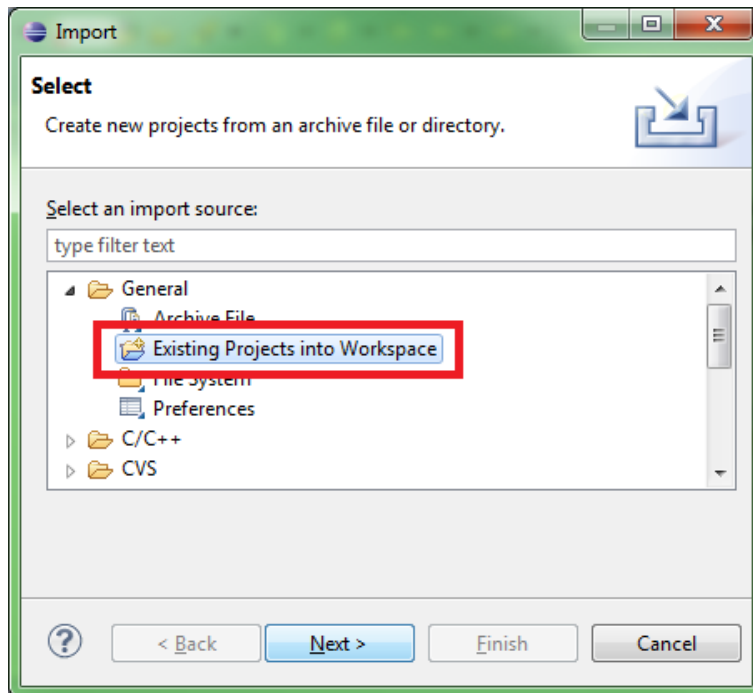 Import
Select
Create new projects from an archive file or directory.
Select an import source:
type filter text
General
Archive File
Existing Projects into Workspace
File System
Preferences
C/C++
CVS
< Back
Next >
Finish
Cancel